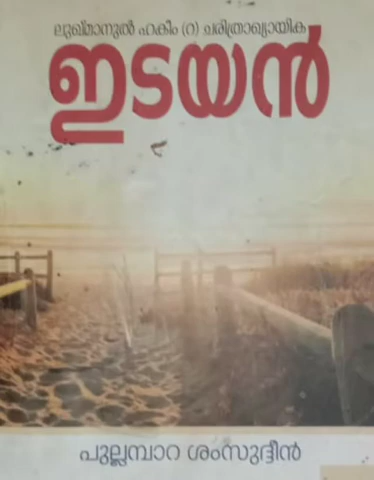 ലുഖ്മാനുൽ ഹകീം (റ) ചരിത്രാഖ്യായിക
ഇടയൻ
പുല്ലമ്പാറ ശംസുദ്ദീൻ